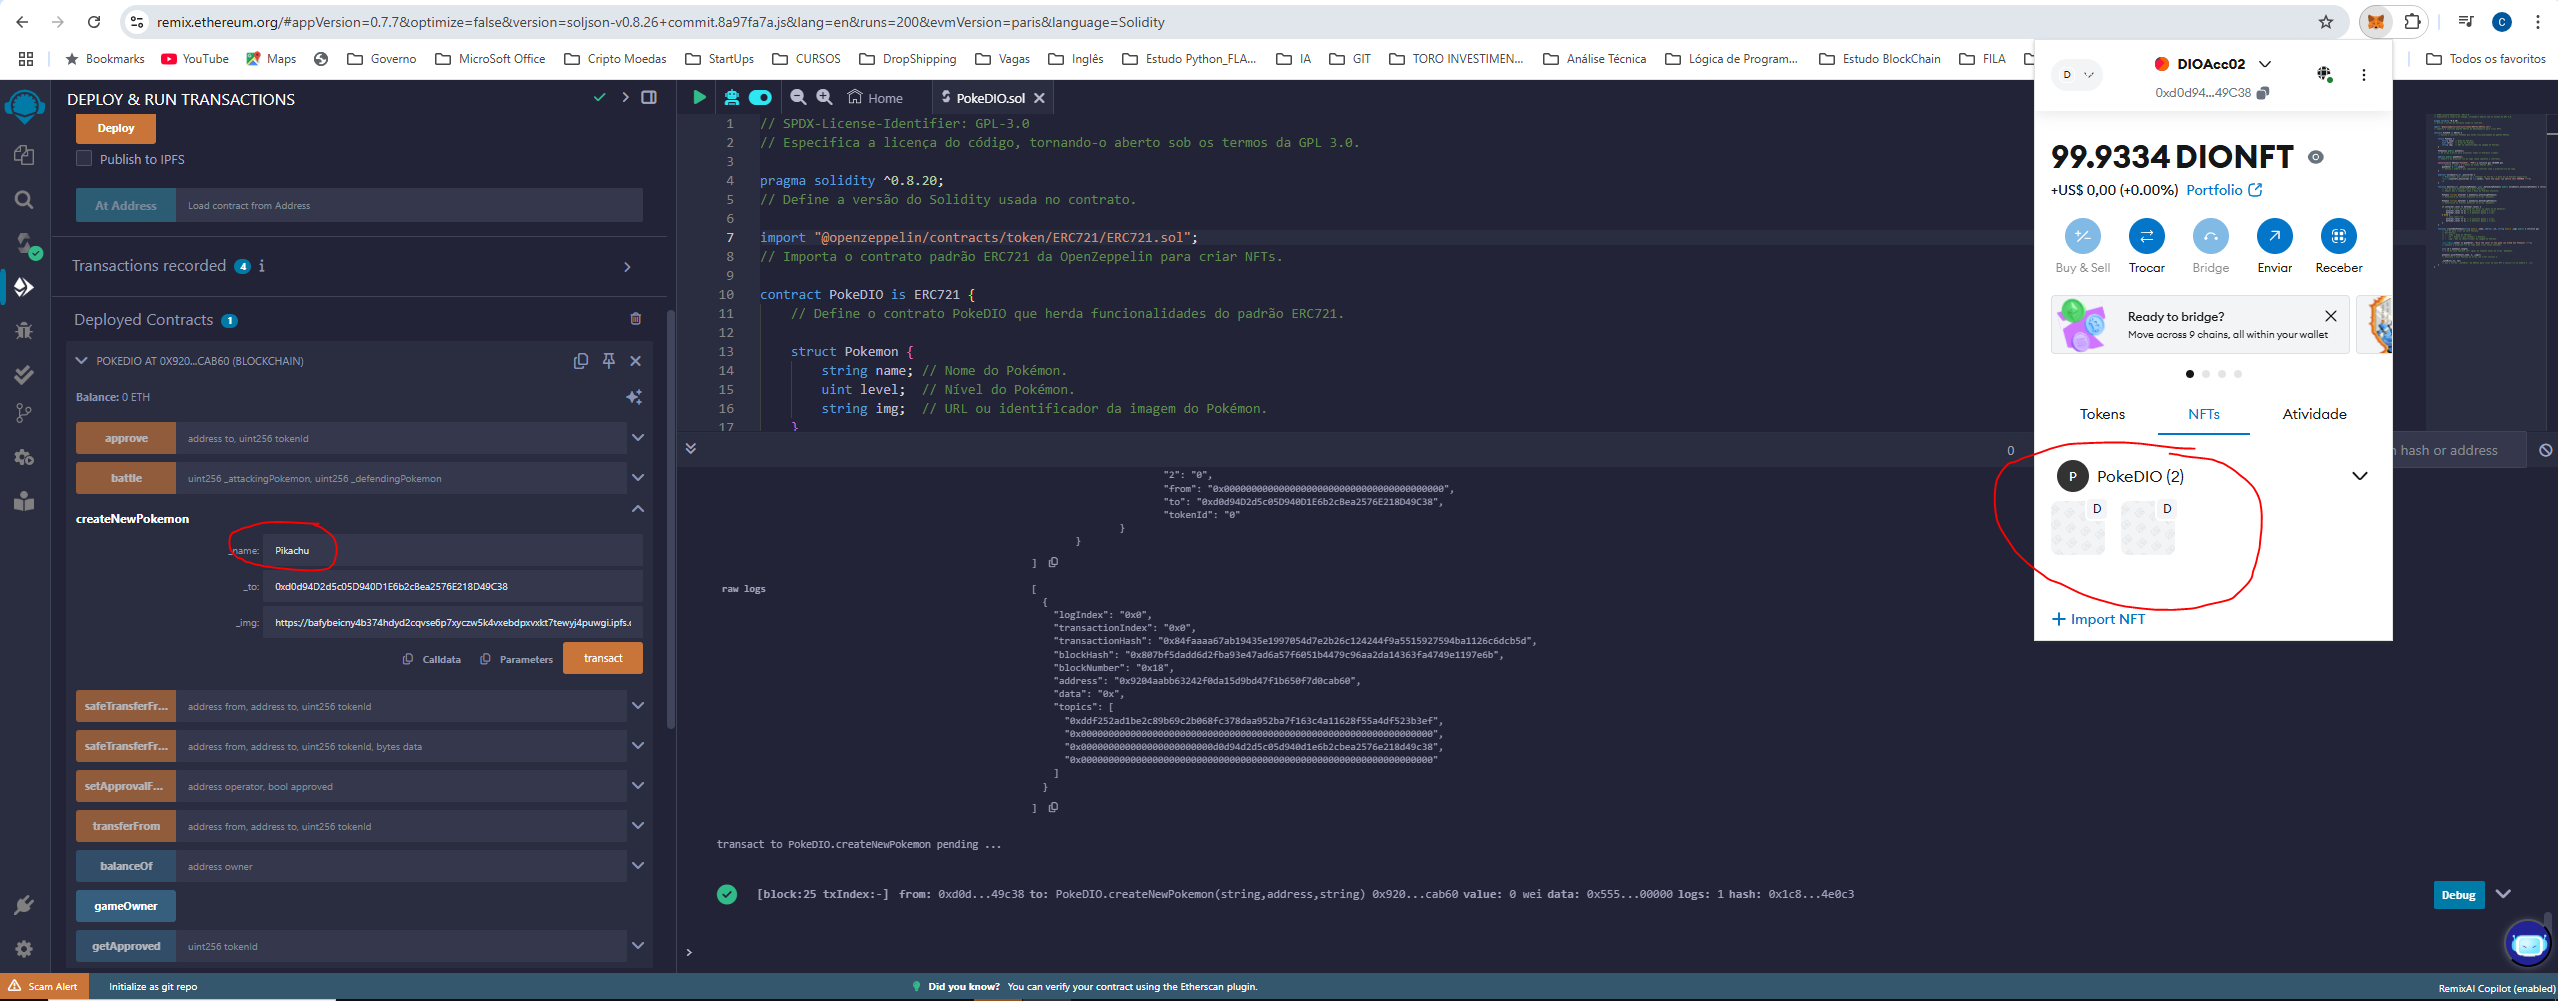 remix.ethereum.org/#appVersion=0.7.7&optimize=false&version=soljson-v0.8.26+commit.8a97fa7a.js&lang=en&runs=200&evmVersion=paris&language=Solidity
C
Bookmarks YouTube Maps Governo MicroSoft Office Cripto Moedas StartUps CURSOS DropShipping Vagas Inglês Estudo Python_FLA... IA GIT TORO INVESTIMEN... Análise Técnica Lógica de Program... Estudo BlockChain FILA Todos os favoritos
DEPLOY & RUN TRANSACTIONS
Deploy
Publish to IPFS
At Address Load contract from Address
Transactions recorded 4 i
Deployed Contracts 1
POKEDIO AT 0X920...CAB60 (BLOCKCHAIN)
Balance: 0 ETH
approve address to, uint256 tokenId
battle uint256 _attackingPokemon, uint256 _defendingPokemon
createNewPokemon
_name: Pikachu
_to: 0xd0d94D2d5c05D940D1E6b2cBea2576E218D49C38
_img: https://bafybeicny4b374hdyd2cqvse6p7xyczw5k4vxebdpxvxkt7tewyj4puwgi.ipfs.c
Calldata Parameters transact
safeTransferFr... address from, address to, uint256 tokenId
safeTransferFr... address from, address to, uint256 tokenId, bytes data
setApprovalF... address operator, bool approved
transferFrom address from, address to, uint256 tokenId
balanceOf address owner
gameOwner
getApproved uint256 tokenId
Home PokeDIO.sol
1 // SPDX-License-Identifier: GPL-3.0
2 // Especifica a licença do código, tornando-o aberto sob os termos da GPL 3.0.
3
4 pragma solidity ^0.8.20;
5 // Define a versão do Solidity usada no contrato.
6
7 import "@openzeppelin/contracts/token/ERC721/ERC721.sol";
8 // Importa o contrato padrão ERC721 da OpenZeppelin para criar NFTs.
9
10 contract PokeDIO is ERC721 {
11 // Define o contrato PokeDIO que herda funcionalidades do padrão ERC721.
12
13 struct Pokemon {
14 string name; // Nome do Pokémon.
15 uint level; // Nível do Pokémon.
16 string img; // URL ou identificador da imagem do Pokémon.
17 }
0
n hash or address
"2": "0",
"from": "0x0000000000000000000000000000000000000000",
"to": "0xd0d94D2d5c05D940D1E6b2cBea2576E218D49C38",
"tokenId": "0"
}
}
]
raw logs [
{
"logIndex": "0x0",
"transactionIndex": "0x0",
"transactionHash": "0x84faaaa67ab19435e1997054d7e2b26c124244f9a5515927594ba1126c6dcb5d",
"blockHash": "0x807bf5dadd6d2fba93e47ad6a57f6051b4479c96aa2da14363fa4749e1197e6b",
"blockNumber": "0x18",
"address": "0x9204aabb63242f0da15d9bd47f1b650f7d0cab60",
"data": "0x",
"topics": [
"0xddf252ad1be2c89b69c2b068fc378daa952ba7f163c4a11628f55a4df523b3ef",
"0x0000000000000000000000000000000000000000000000000000000000000000",
"0x000000000000000000000000d0d94d2d5c05d940d1e6b2cbea2576e218d49c38",
"0x0000000000000000000000000000000000000000000000000000000000000000"
]
}
]
transact to PokeDIO.createNewPokemon pending ...
[block:25 txIndex:-] from: 0xd0d...49c38 to: PokeDIO.createNewPokemon(string,address,string) 0x920...cab60 value: 0 wei data: 0x555...00000 logs: 1 hash: 0x1c8...4e0c3
Debug
>
D DIOAcc02
0xd0d94...49C38
99.9334 DIONFT
+US$ 0,00 (+0.00%) Portfolio
Buy & Sell Trocar Bridge Enviar Receber
Ready to bridge?
Move across 9 chains, all within your wallet
Tokens NFTs Atividade
P PokeDIO (2)
D D
+ Import NFT
Scam Alert Initialize as git repo Did you know? You can verify your contract using the Etherscan plugin. RemixAI Copilot (enabled)